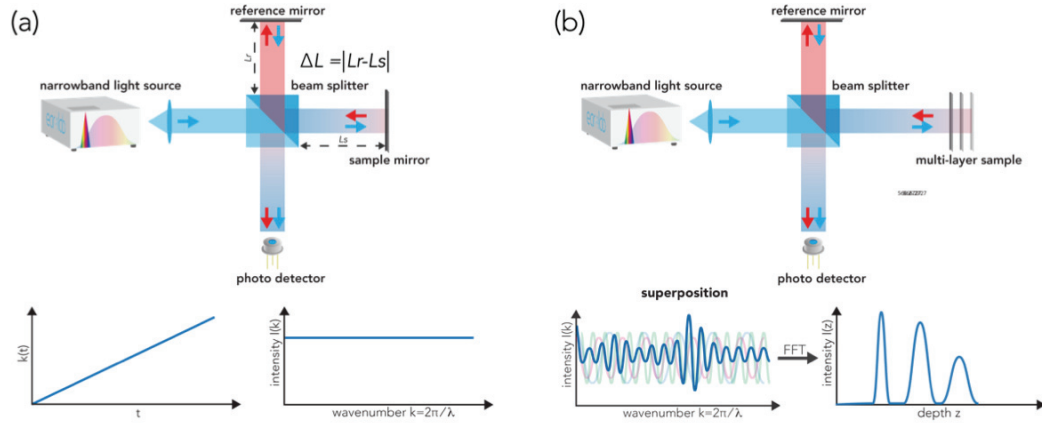 (a)
reference mirror
Lr
ΔL =|Lr-Ls|
narrowband light source
beam splitter
Ls
sample mirror
photo detector
k(t)
t
intensity I(k)
wavenumber k=2π/λ
(b)
reference mirror
narrowband light source
beam splitter
multi-layer sample
photo detector
superposition
intensity I(k)
wavenumber k=2π/λ
FFT
intensity I(z)
depth z